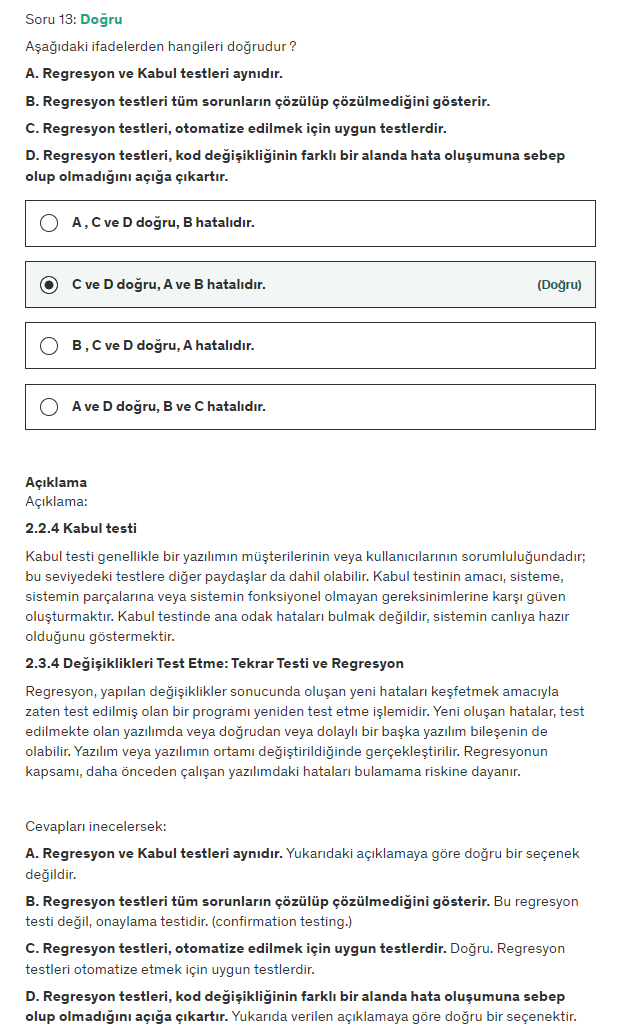 Soru 13: Doğru
Aşağıdaki ifadelerden hangileri doğrudur ?
A. Regresyon ve Kabul testleri aynıdır.
B. Regresyon testleri tüm sorunların çözülüp çözülmediğini gösterir.
C. Regresyon testleri, otomatize edilmek için uygun testlerdir.
D. Regresyon testleri, kod değişikliğinin farklı bir alanda hata oluşumuna sebep
olup olmadığını açığa çıkartır.
A , C ve D doğru, B hatalıdır.
C ve D doğru, A ve B hatalıdır. (Doğru)
B , C ve D doğru, A hatalıdır.
A ve D doğru, B ve C hatalıdır.
Açıklama
Açıklama:
2.2.4 Kabul testi
Kabul testi genellikle bir yazılımın müşterilerinin veya kullanıcılarının sorumluluğundadır;
bu seviyedeki testlere diğer paydaşlar da dahil olabilir. Kabul testinin amacı, sisteme,
sistemin parçalarına veya sistemin fonksiyonel olmayan gereksinimlerine karşı güven
oluşturmaktır. Kabul testinde ana odak hataları bulmak değildir, sistemin canlıya hazır
olduğunu göstermektir.
2.3.4 Değişiklikleri Test Etme: Tekrar Testi ve Regresyon
Regresyon, yapılan değişiklikler sonucunda oluşan yeni hataları keşfetmek amacıyla
zaten test edilmiş olan bir programı yeniden test etme işlemidir. Yeni oluşan hatalar, test
edilmekte olan yazılımda veya doğrudan veya dolaylı bir başka yazılım bileşenin de
olabilir. Yazılım veya yazılımın ortamı değiştirildiğinde gerçekleştirilir. Regresyonun
kapsamı, daha önceden çalışan yazılımdaki hataları bulamama riskine dayanır.
Cevapları inecelersek:
A. Regresyon ve Kabul testleri aynıdır. Yukarıdaki açıklamaya göre doğru bir seçenek
değildir.
B. Regresyon testleri tüm sorunların çözülüp çözülmediğini gösterir. Bu regresyon
testi değil, onaylama testidir. (confirmation testing.)
C. Regresyon testleri, otomatize edilmek için uygun testlerdir. Doğru. Regresyon
testleri otomatize etmek için uygun testlerdir.
D. Regresyon testleri, kod değişikliğinin farklı bir alanda hata oluşumuna sebep
olup olmadığını açığa çıkartır. Yukarıda verilen açıklamaya göre doğru bir seçenektir.